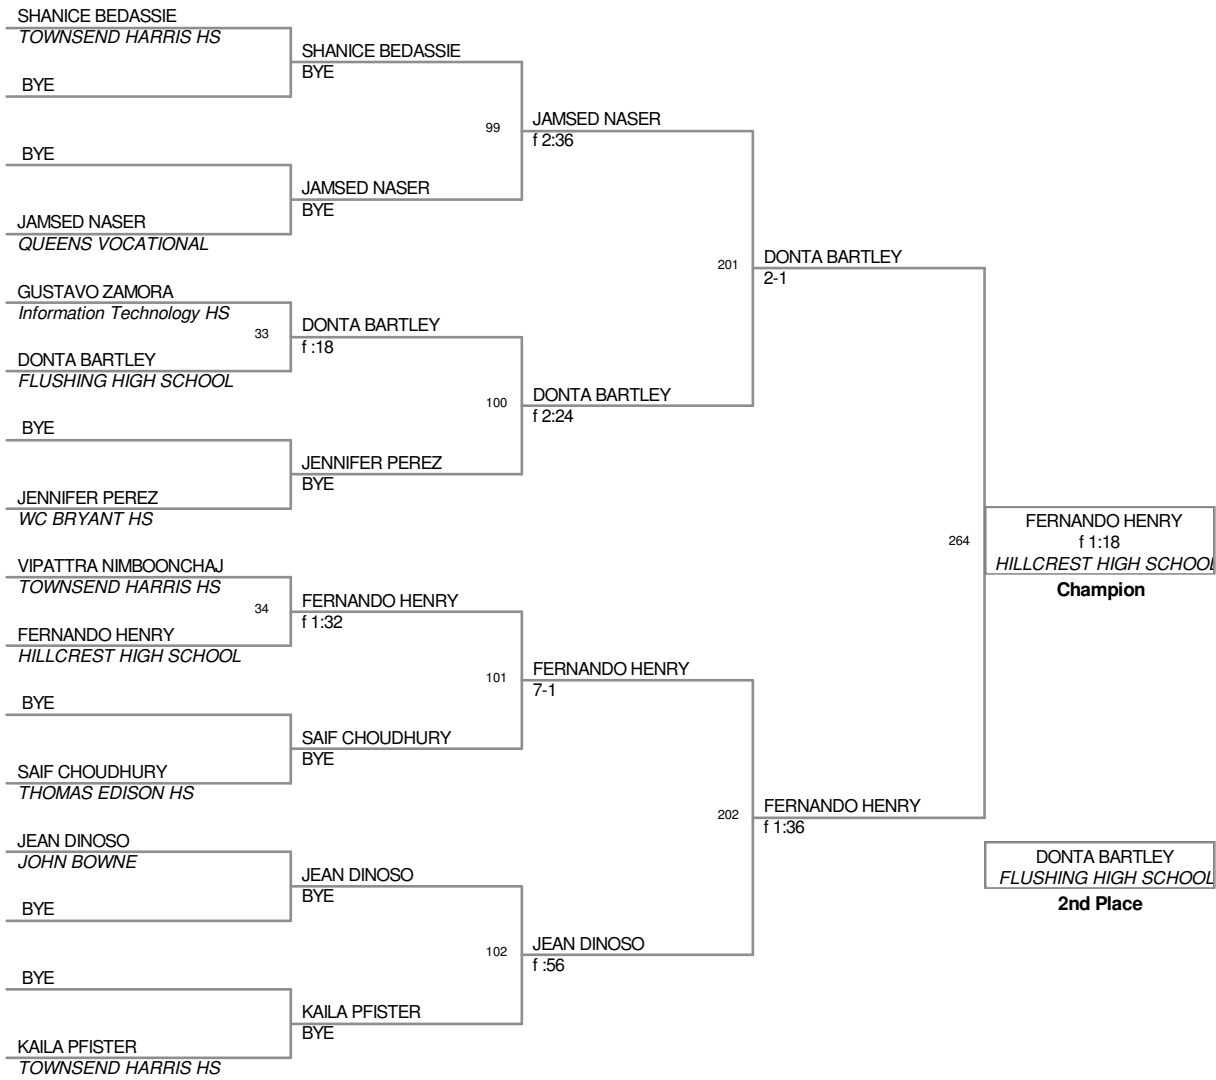 SHANICE BEDASSIE
TOWNSEND HARRIS HS
BYE
BYE
JAMSED NASER
QUEENS VOCATIONAL
GUSTAVO ZAMORA
Information Technology HS
33
DONTA BARTLEY
FLUSHING HIGH SCHOOL
BYE
JENNIFER PEREZ
WC BRYANT HS
VIPATTRA NIMBOONCHAJ
TOWNSEND HARRIS HS
34
FERNANDO HENRY
HILLCREST HIGH SCHOOL
BYE
SAIF CHOUDHURY
THOMAS EDISON HS
JEAN DINOSO
JOHN BOWNE
BYE
BYE
KAILA PFISTER
TOWNSEND HARRIS HS
SHANICE BEDASSIE
BYE
99
JAMSED NASER
BYE
DONTA BARTLEY
f :18
100
JENNIFER PEREZ
BYE
FERNANDO HENRY
f 1:32
101
SAIF CHOUDHURY
BYE
JEAN DINOSO
BYE
102
KAILA PFISTER
BYE
JAMSED NASER
f 2:36
201
DONTA BARTLEY
f 2:24
FERNANDO HENRY
7-1
202
JEAN DINOSO
f :56
DONTA BARTLEY
2-1
264
FERNANDO HENRY
f 1:36
FERNANDO HENRY
f 1:18
HILLCREST HIGH SCHOOL
Champion
DONTA BARTLEY
FLUSHING HIGH SCHOOL
2nd Place